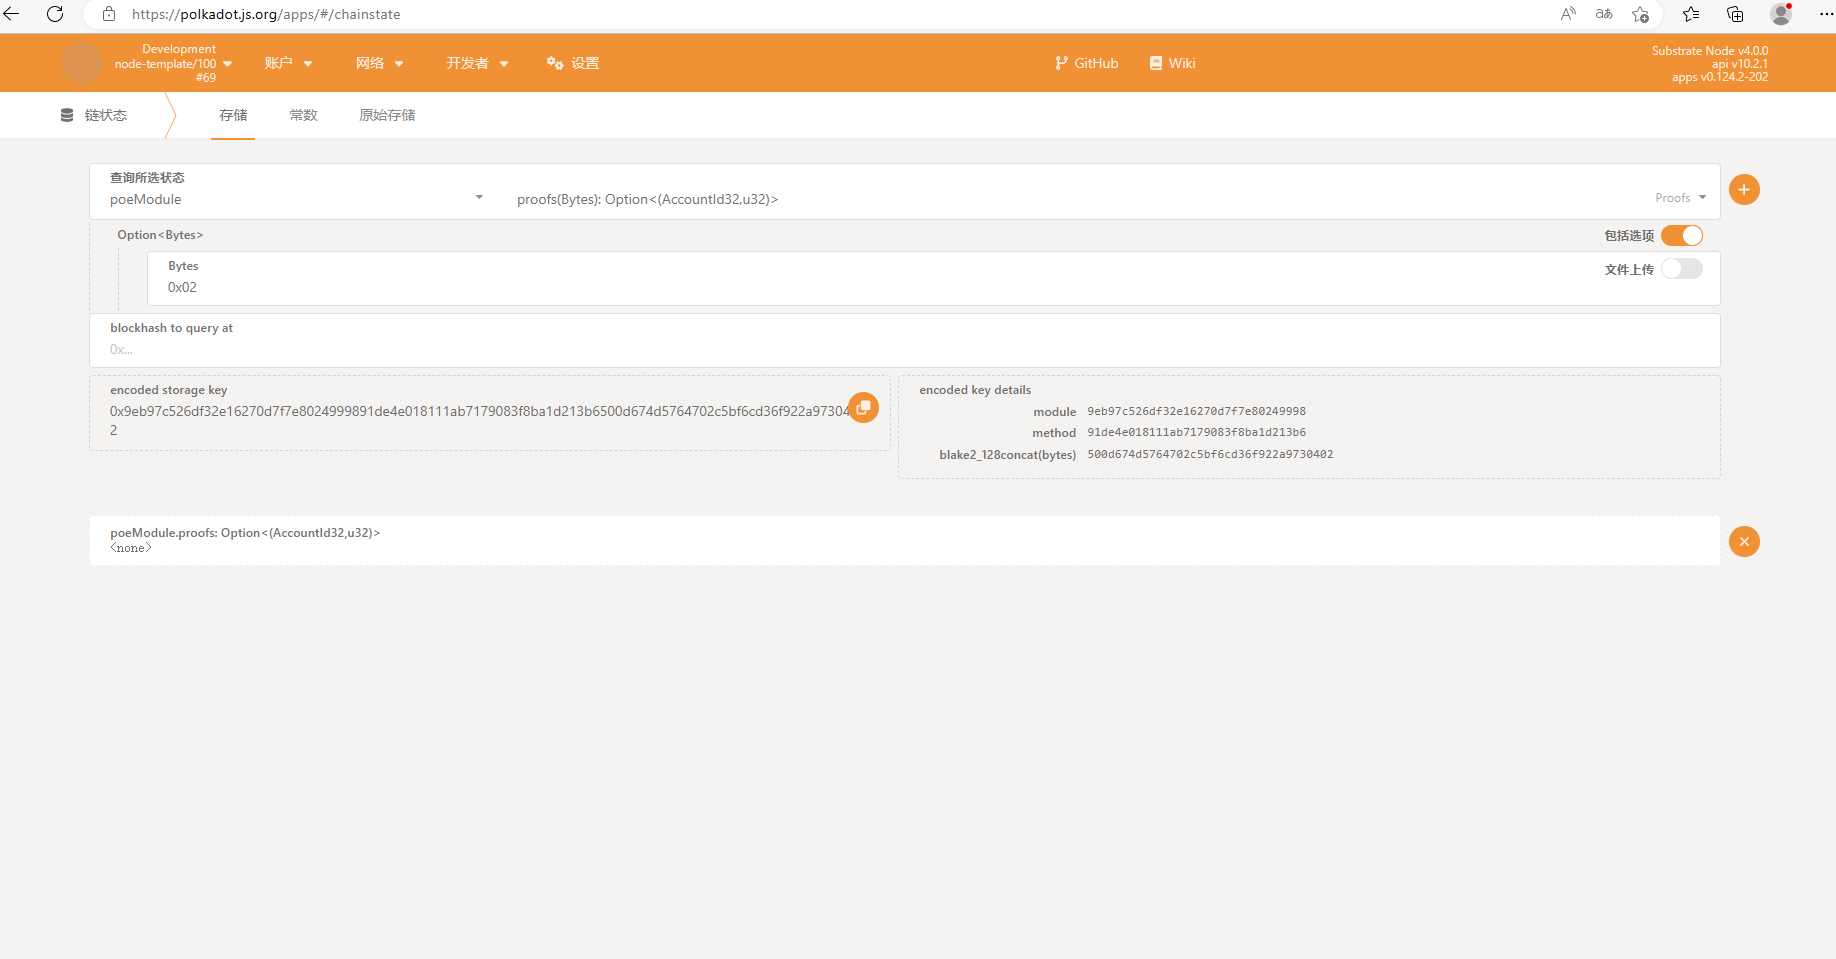 https://polkadot.js.org/apps/#/chainstate
Development
node-template/100
#69
账户
网络
开发者
设置
GitHub
Wiki
Substrate Node v4.0.0
api v10.2.1
apps v0.124.2-202
链状态
存储
常数
原始存储
查询所选状态
poeModule
proofs(Bytes): Option<(AccountId32,u32)>
Proofs
Option<Bytes>
包括选项
Bytes
0x02
文件上传
blockhash to query at
0x...
encoded storage key
0x9eb97c526df32e16270d7f7e8024999891de4e018111ab7179083f8ba1d213b6500d674d5764702c5bf6cd36f922a97304
2
encoded key details
module 9eb97c526df32e16270d7f7e80249998
method 91de4e018111ab7179083f8ba1d213b6
blake2_128concat(bytes) 500d674d5764702c5bf6cd36f922a9730402
poeModule.proofs: Option<(AccountId32,u32)>
<none>